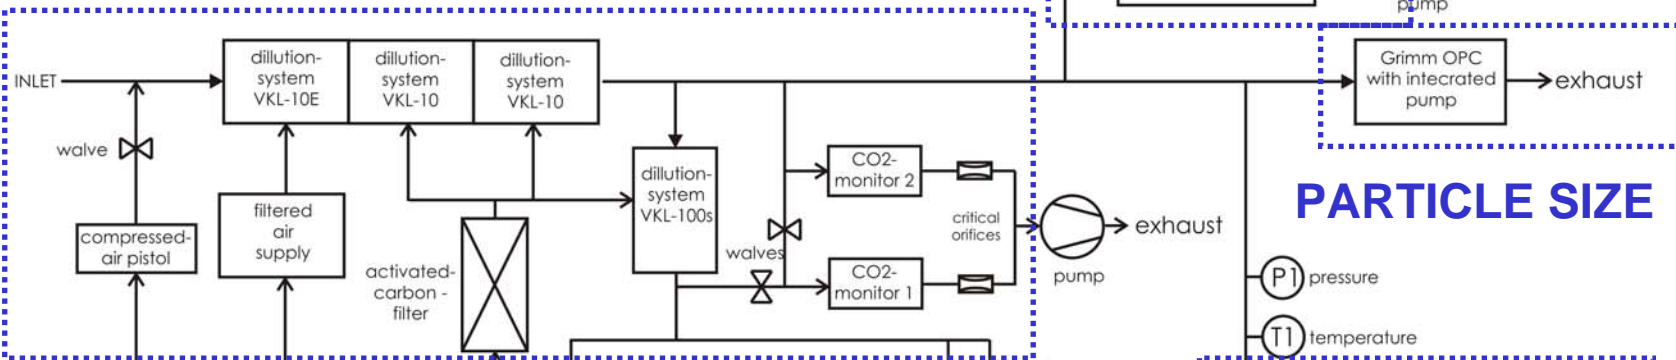 pump
INLET
dillution-
system
VKL-10E
dillution-
system
VKL-10
dillution-
system
VKL-10
Grimm OPC
with intecrated
pump
exhaust
walve
dillution-
system
VKL-100s
CO2-
monitor 2
PARTICLE SIZE
compressed-
air pistol
filtered
air
supply
critical
orifices
exhaust
walves
activated-
carbon -
filter
CO2-
monitor 1
pump
P1 pressure
T1 temperature